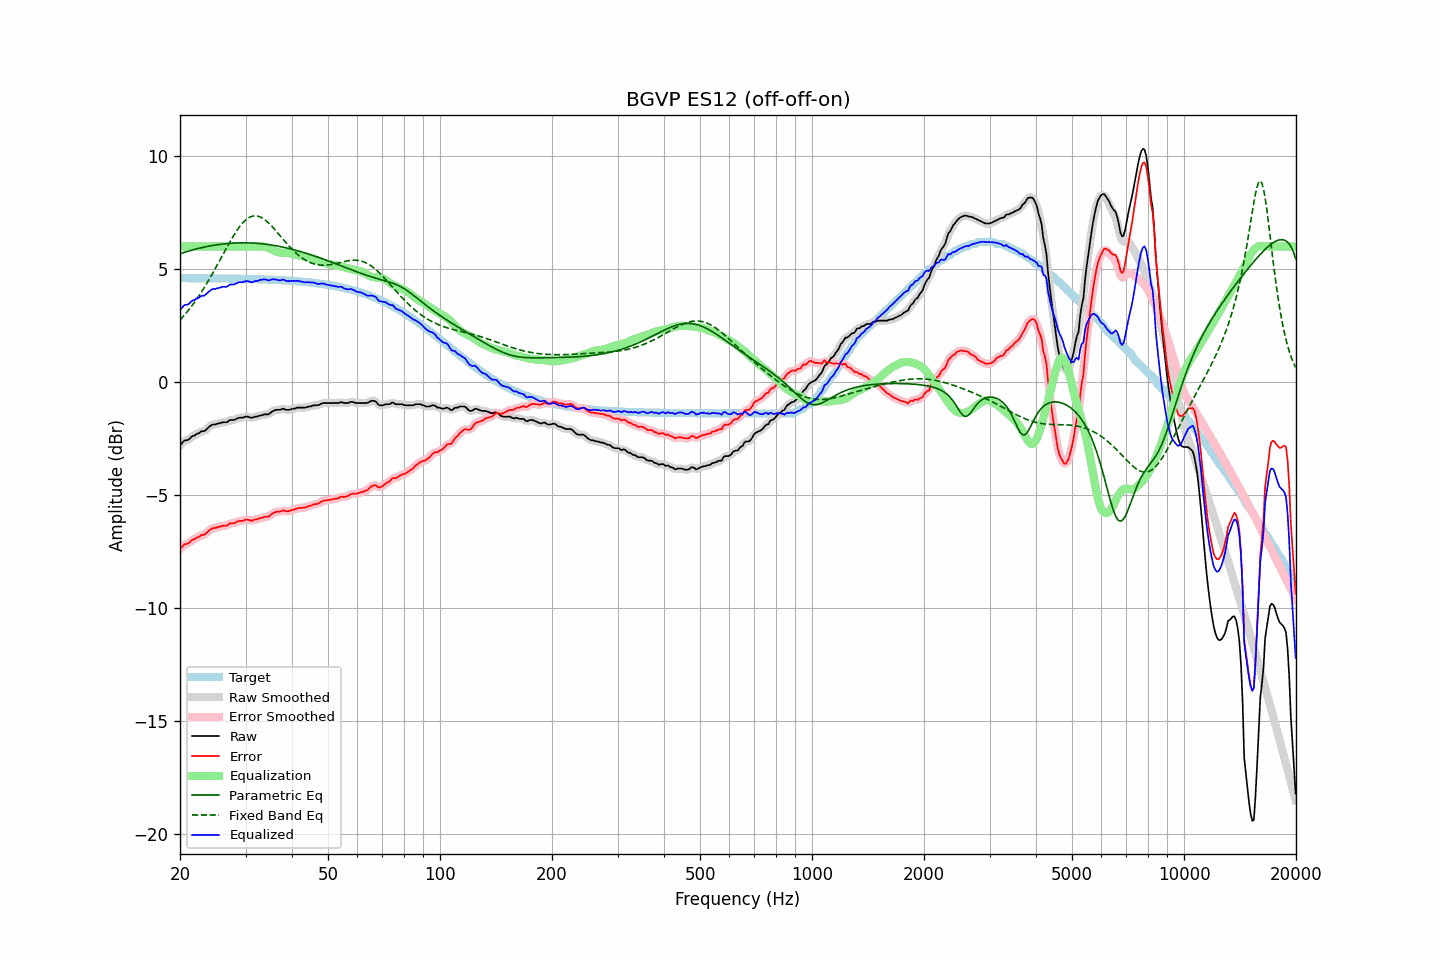 BGVP ES12 (off-off-on)
Amplitude (dBr)
10
5
0
−5
−10
−15
−20
Target
Raw Smoothed
Error Smoothed
Raw
Error
Equalization
Parametric Eq
Fixed Band Eq
Equalized
20 50 100 200 500 1000 2000 5000 10000 20000
Frequency (Hz)